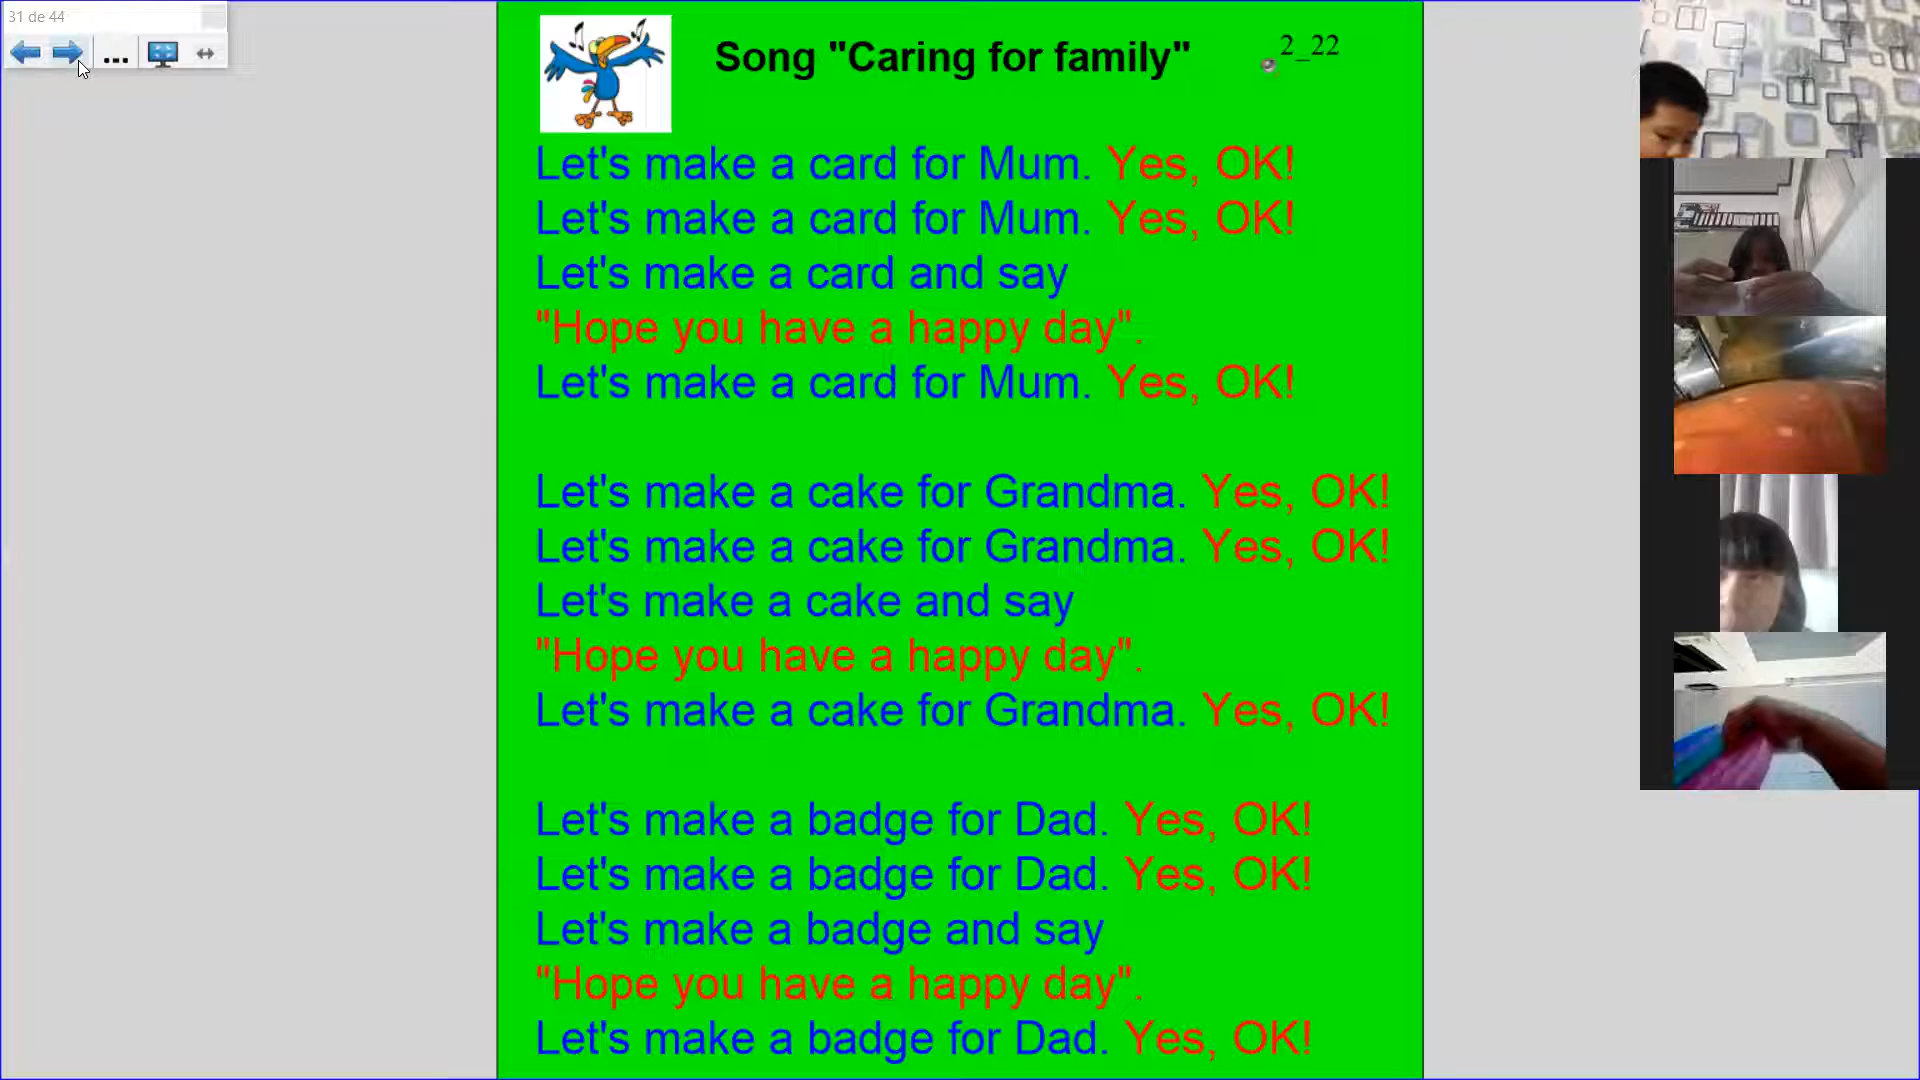 31 de 44
...
Song "Caring for family"
2_22
Let's make a card for Mum. Yes, OK!
Let's make a card for Mum. Yes, OK!
Let's make a card and say
"Hope you have a happy day".
Let's make a card for Mum. Yes, OK!
Let's make a cake for Grandma. Yes, OK!
Let's make a cake for Grandma. Yes, OK!
Let's make a cake and say
"Hope you have a happy day".
Let's make a cake for Grandma. Yes, OK!
Let's make a badge for Dad. Yes, OK!
Let's make a badge for Dad. Yes, OK!
Let's make a badge and say
"Hope you have a happy day".
Let's make a badge for Dad. Yes, OK!